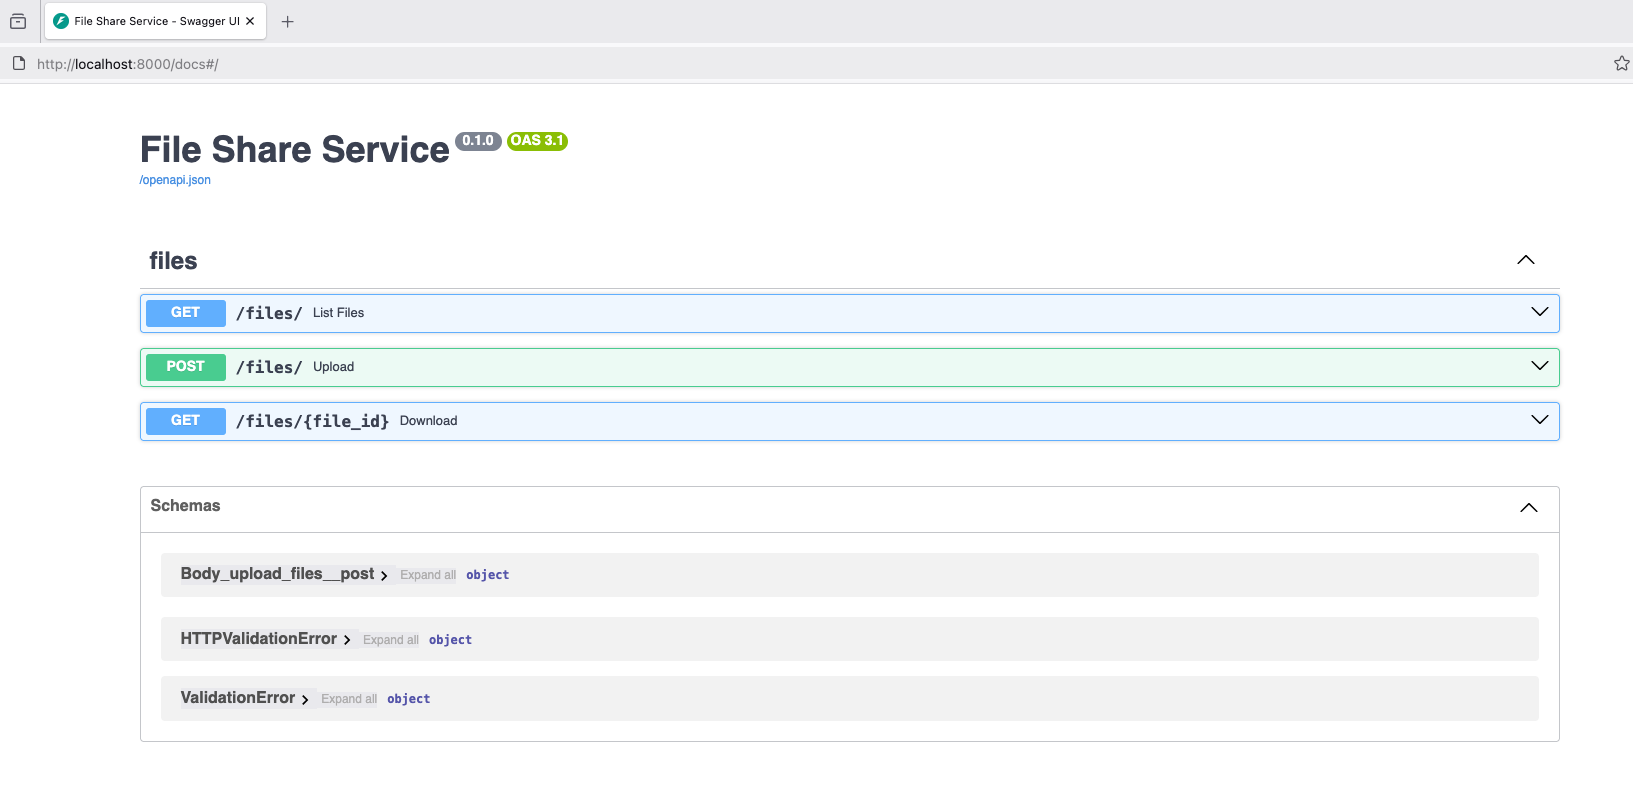 File Share Service - Swagger UI
http://localhost:8000/docs#/
File Share Service 0.1.0 OAS 3.1
/openapi.json
files
GET /files/ List Files
POST /files/ Upload
GET /files/{file_id} Download
Schemas
Body_upload_files__post Expand all object
HTTPValidationError Expand all object
ValidationError Expand all object